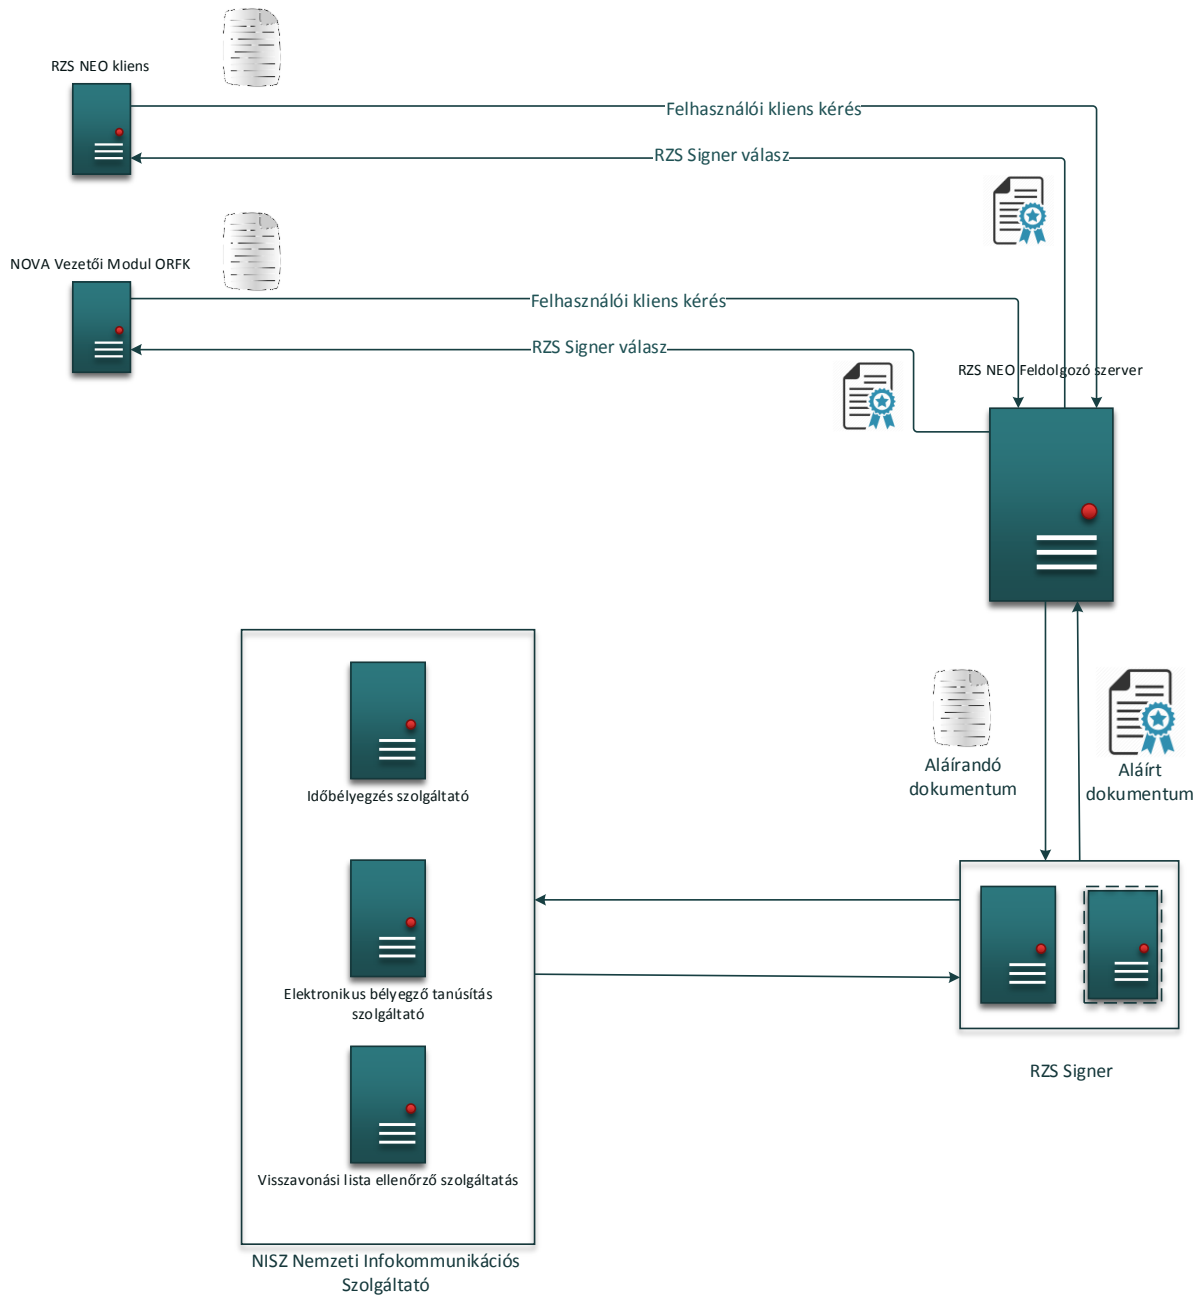 RZS NEO kliens
Felhasználói kliens kérés
RZS Signer válasz
NOVA Vezetői Modul ORFK
Felhasználói kliens kérés
RZS Signer válasz
RZS NEO Feldolgozó szerver
Aláírandó
dokumentum
Aláírt
dokumentum
Időbélyegzés szolgáltató
Elektronikus bélyegző tanúsítás
szolgáltató
RZS Signer
Visszavonási lista ellenőrző szolgáltatás
NISZ Nemzeti Infokommunikációs
Szolgáltató